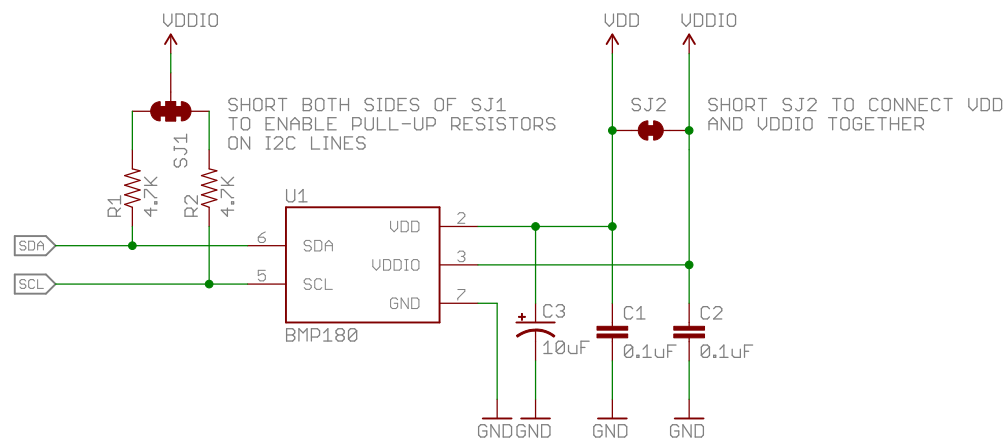 VDDIO
VDD
VDDIO
SHORT BOTH SIDES OF SJ1
TO ENABLE PULL-UP RESISTORS
ON I2C LINES
SJ1
SJ2
SHORT SJ2 TO CONNECT VDD
AND VDDIO TOGETHER
R1
4.7K
R2
4.7K
U1
SDA
6
SDA
SCL
5
SCL
VDD
2
VDDIO
3
GND
7
BMP180
+
C3
10uF
C1
0.1uF
C2
0.1uF
GND
GND
GND
GND